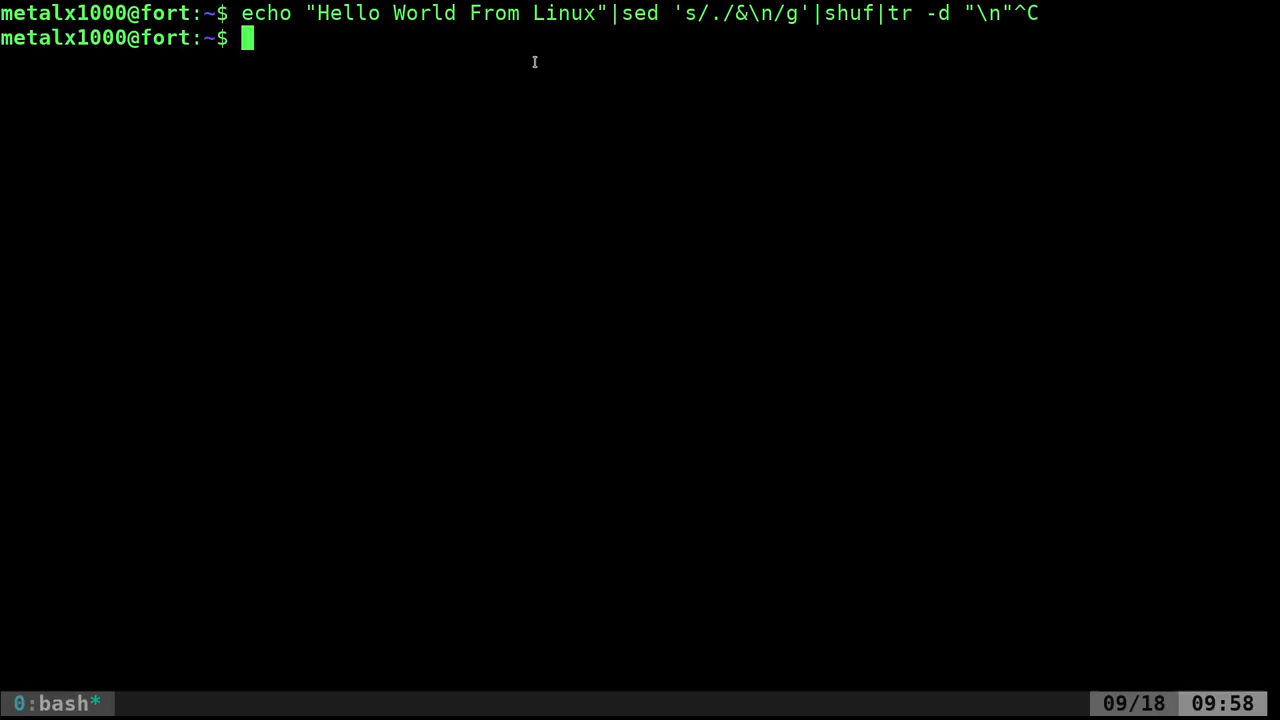 metalx1000@fort:~$ echo "Hello World From Linux"|sed 's/./&\n/g'|shuf|tr -d "\n"^C
metalx1000@fort:~$
0:bash* 09/18 09:58